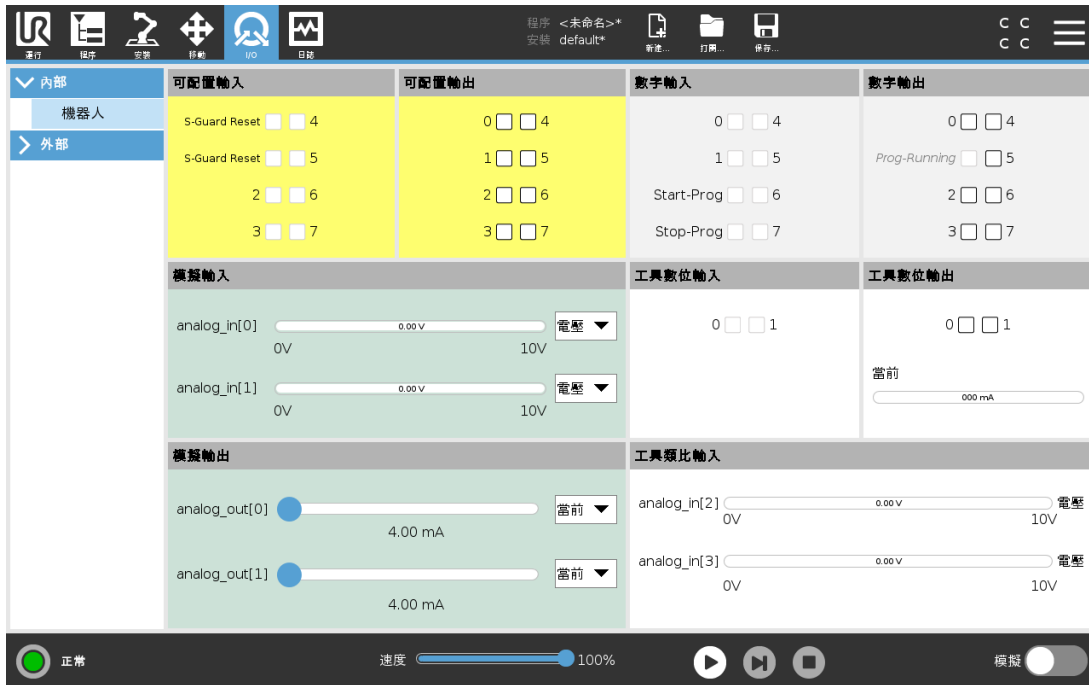 運行 程序 安裝 移動 I/O 日誌
程序 <未命名>*
安裝 default*
新建... 打開... 保存...
C C
C C
內部
機器人
外部
可配置輸入
S-Guard Reset 4
S-Guard Reset 5
2 6
3 7
可配置輸出
0 4
1 5
2 6
3 7
數字輸入
0 4
1 5
Start-Prog 6
Stop-Prog 7
數字輸出
0 4
Prog-Running 5
2 6
3 7
模擬輸入
analog_in[0] 0.00 V 電壓
0V 10V
analog_in[1] 0.00 V 電壓
0V 10V
工具數位輸入
0 1
工具數位輸出
0 1
當前
000 mA
模擬輸出
analog_out[0] 當前
4.00 mA
analog_out[1] 當前
4.00 mA
工具類比輸入
analog_in[2] 0.00 V 電壓
0V 10V
analog_in[3] 0.00 V 電壓
0V 10V
正常
速度 100%
模擬